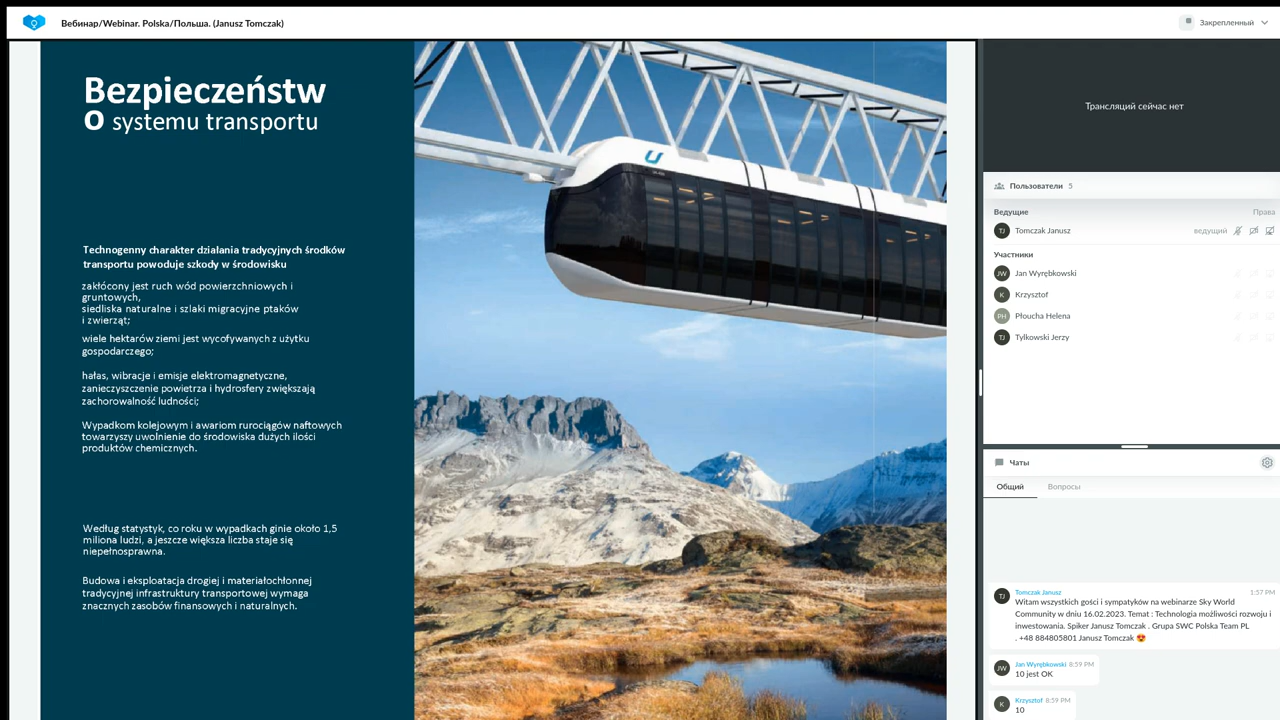 Вебинар/Webinar. Polska/Польша. (Janusz Tomczak)
Закрепленный
Bezpieczeństw
o systemu transportu
Technogenny charakter działania tradycyjnych środków
transportu powoduje szkody w środowisku
zakłócony jest ruch wód powierzchniowych i
gruntowych,
siedliska naturalne i szlaki migracyjne ptaków
i zwierząt;
wiele hektarów ziemi jest wycofywanych z użytku
gospodarczego;
hałas, wibracje i emisje elektromagnetyczne,
zanieczyszczenie powietrza i hydrosfery zwiększają
zachorowalność ludności;
Wypadkom kolejowym i awariom rurociągów naftowych
towarzyszy uwolnienie do środowiska dużych ilości
produktów chemicznych.
Według statystyk, co roku w wypadkach ginie około 1,5
miliona ludzi, a jeszcze większa liczba staje się
niepełnosprawna.
Budowa i eksploatacja drogiej i materiałochłonnej
tradycyjnej infrastruktury transportowej wymaga
znacznych zasobów finansowych i naturalnych.
Трансляций сейчас нет
Пользователи 5
Ведущие Права
TJ Tomczak Janusz ведущий
Участники
JW Jan Wyrębkowski
K Krzysztof
PH Płoucha Helena
TJ Tylkowski Jerzy
Чаты
Общий Вопросы
TJ Tomczak Janusz 1:57 PM
Witam wszystkich gości i sympatyków na webinarze Sky World
Community w dniu 16.02.2023. Temat : Technologia możliwości rozwoju i
inwestowania. Spiker Janusz Tomczak . Grupa SWC Polska Team PL
. +48 884805801 Janusz Tomczak 😍
JW Jan Wyrębkowski 8:59 PM
10 jest OK
K Krzysztof 8:59 PM
10